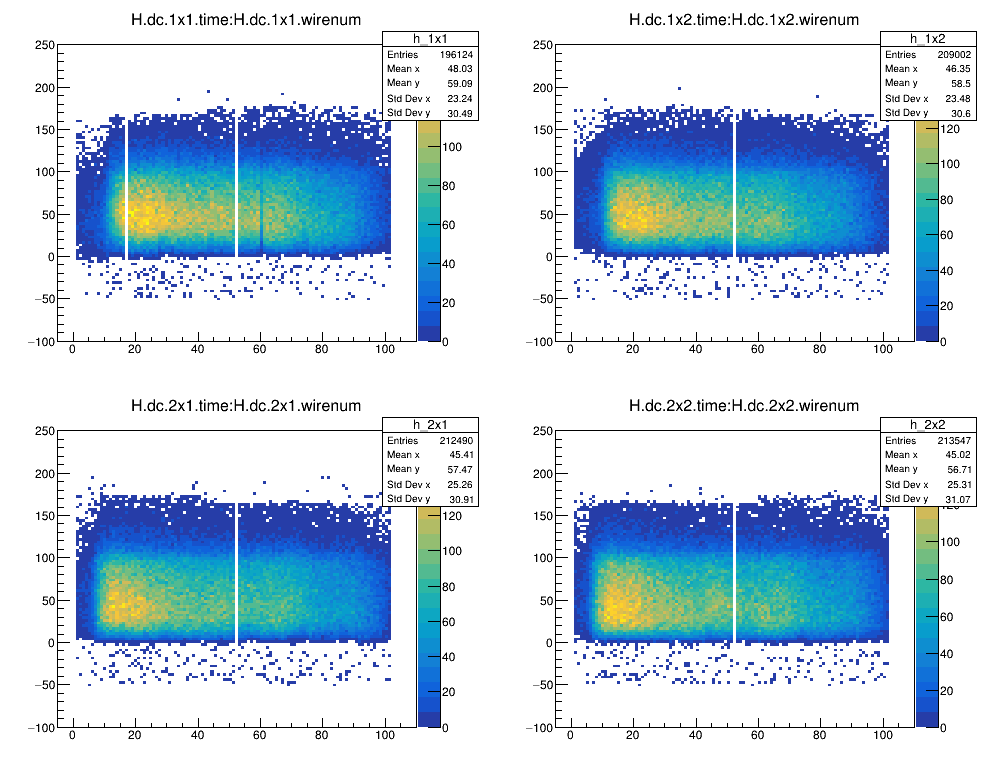 H.dc.1x1.time:H.dc.1x1.wirenum
h_1x1
Entries 196124
Mean x 48.03
Mean y 59.09
Std Dev x 23.24
Std Dev y 30.49
250
200
150
100
50
0
−50
−100
0 20 40 60 80 100
100
80
60
40
20
0
H.dc.1x2.time:H.dc.1x2.wirenum
h_1x2
Entries 209002
Mean x 46.35
Mean y 58.5
Std Dev x 23.48
Std Dev y 30.6
250
200
150
100
50
0
−50
−100
0 20 40 60 80 100
120
100
80
60
40
20
0
H.dc.2x1.time:H.dc.2x1.wirenum
h_2x1
Entries 212490
Mean x 45.41
Mean y 57.47
Std Dev x 25.26
Std Dev y 30.91
250
200
150
100
50
0
−50
−100
0 20 40 60 80 100
120
100
80
60
40
20
0
H.dc.2x2.time:H.dc.2x2.wirenum
h_2x2
Entries 213547
Mean x 45.02
Mean y 56.71
Std Dev x 25.31
Std Dev y 31.07
250
200
150
100
50
0
−50
−100
0 20 40 60 80 100
120
100
80
60
40
20
0